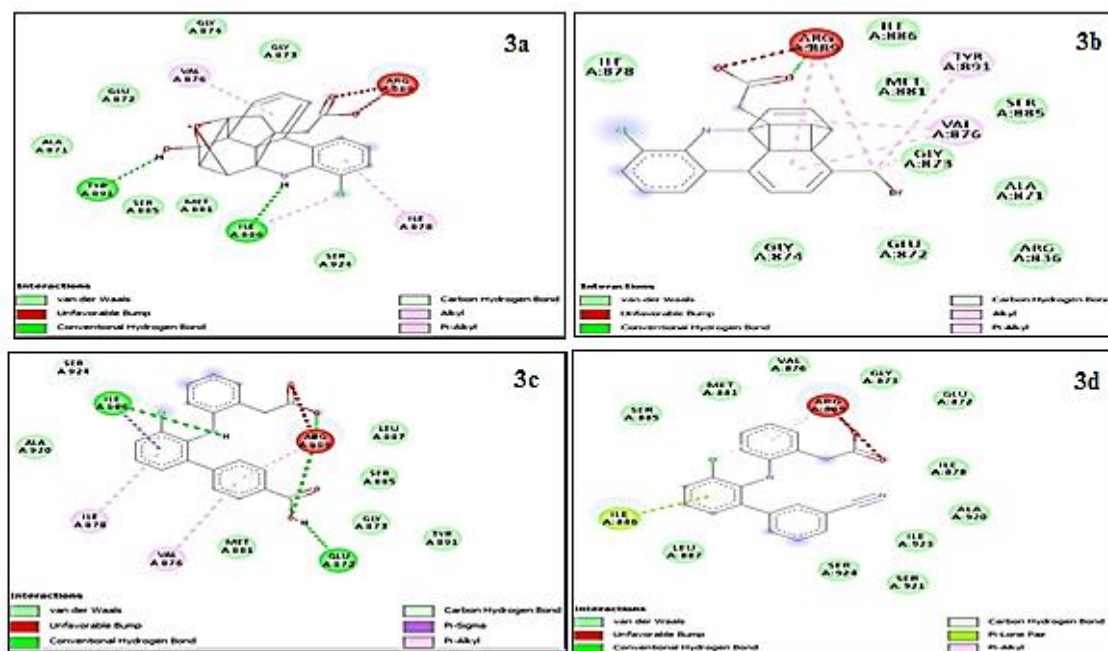 3a
GLY
A:874
GLY
A:873
VAL
A:876
ARG
GLU
A:872
ALA
A:871
TYR
A:891
SER
A:885
MET
A:881
ILE
A:886
ILE
A:878
SER
A:924
Interactions
van der Waals
Unfavorable Bump
Conventional Hydrogen Bond
Carbon Hydrogen Bond
Alkyl
Pi-Alkyl
3b
ARG
A:889
ILE
A:886
TYR
A:891
ILE
A:878
MET
A:881
SER
A:885
VAL
A:876
GLY
A:873
ALA
A:871
GLY
A:874
GLU
A:872
ARG
A:836
Cl
N
Br
Interactions
van der Waals
Unfavorable Bump
Conventional Hydrogen Bond
Carbon Hydrogen Bond
Alkyl
Pi-Alkyl
3c
SER
A:924
ILE
A:886
ALA
A:920
ARG
A:889
LEU
A:887
SER
A:885
GLY
A:873
TYR
A:891
ILE
A:878
VAL
A:876
MET
A:881
GLU
A:872
H
Interactions
van der Waals
Unfavorable Bump
Conventional Hydrogen Bond
Carbon Hydrogen Bond
Pi-Sigma
Pi-Alkyl
3d
VAL
A:876
GLY
A:873
MET
A:881
ARG
A:889
GLU
A:872
SER
A:885
ILE
A:878
ILE
A:886
ALA
A:920
LEU
A:887
ILE
SER
A:924
SER
A:921
Interactions
van der Waals
Unfavorable Bump
Conventional Hydrogen Bond
Carbon Hydrogen Bond
Pi-Lone Pair
Pi-Alkyl